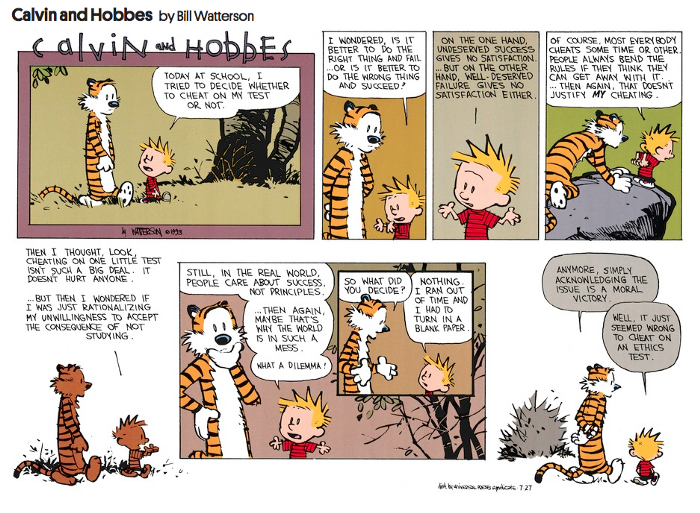 Calvin and Hobbes by Bill Watterson
CalviN and HobbEs
TODAY AT SCHOOL, I
TRIED TO DECIDE WHETHER
TO CHEAT ON MY TEST
OR NOT.
WATTERSON ©1993
I WONDERED, IS IT
BETTER TO DO THE
RIGHT THING AND FAIL
...OR IS IT BETTER TO
DO THE WRONG THING
AND SUCCEED?
ON THE ONE HAND,
UNDESERVED SUCCESS
GIVES NO SATISFACTION.
...BUT ON THE OTHER
HAND, WELL-DESERVED
FAILURE GIVES NO
SATISFACTION EITHER.
OF COURSE, MOST EVERYBODY
CHEATS SOME TIME OR OTHER.
PEOPLE ALWAYS BEND THE
RULES IF THEY THINK THEY
CAN GET AWAY WITH IT.
...THEN AGAIN, THAT DOESNT
JUSTIFY MY CHEATING.
THEN I THOUGHT, LOOK,
CHEATING ON ONE LITTLE TEST
ISNT SUCH A BIG DEAL. IT
DOESNT HURT ANYONE.
...BUT THEN I WONDERED IF
I WAS JUST RATIONALIZING
MY UNWILLINGNESS TO ACCEPT
THE CONSEQUENCE OF NOT
STUDYING.
STILL, IN THE REAL WORLD,
PEOPLE CARE ABOUT SUCCESS,
NOT PRINCIPLES.
...THEN AGAIN,
MAYBE THAT'S
WHY THE WORLD
IS IN SUCH A
MESS.
WHAT A DILEMMA!
SO WHAT DID
YOU DECIDE?
NOTHING.
I RAN OUT
OF TIME AND
I HAD TO
TURN IN A
BLANK PAPER.
ANYMORE, SIMPLY
ACKNOWLEDGING THE
ISSUE IS A MORAL
VICTORY.
WELL, IT JUST
SEEMED WRONG
TO CHEAT ON
AN ETHICS
TEST.
7-27